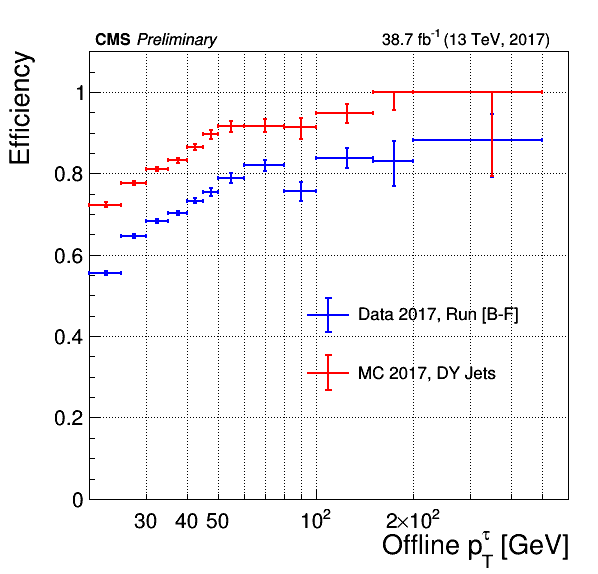 CMS Preliminary 38.7 fb⁻¹ (13 TeV, 2017)
Efficiency
1
0.8
0.6
0.4
0.2
0
Data 2017, Run [B-F]
MC 2017, DY Jets
30 40 50 10² 2×10²
Offline p_T^τ [GeV]